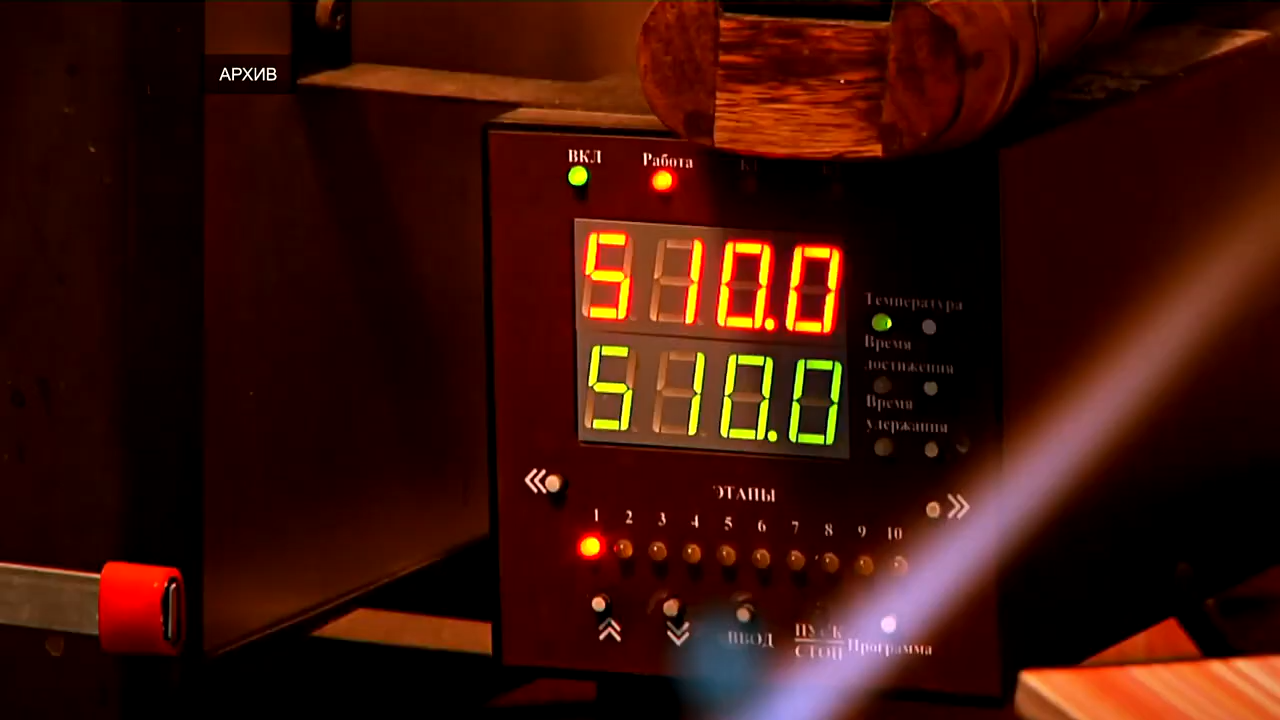 АРХИВ
ВКЛ Работа
510.0
510.0
Температура
Время
достижения
Время
удержания
ЭТАПЫ
1 2 3 4 5 6 7 8 9 10
ВВОД ПУСК Программа
СТОП